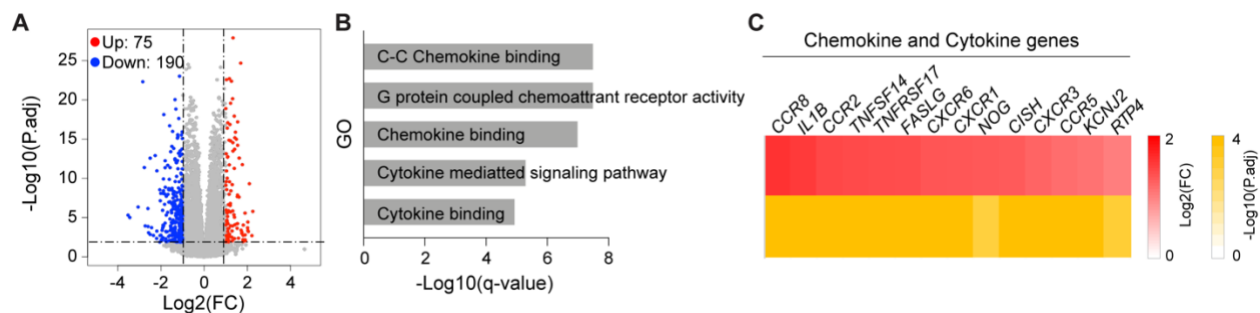 A
Up: 75
Down: 190
25
20
15
10
5
0
-Log10(P.adj)
-4 -2 0 2 4
Log2(FC)
B
GO
C-C Chemokine binding
G protein coupled chemoattrant receptor activity
Chemokine binding
Cytokine mediatted signaling pathway
Cytokine binding
0 2 4 6 8
-Log10(q-value)
C
Chemokine and Cytokine genes
CCR8 IL1B CCR2 TNFSF14 TNFRSF17 FASLG CXCR6 CXCR1 NOG CISH CXCR3 CCR5 KCNJ2 RTP4
2
0
Log2(FC)
4
0
-Log10(P.adj)